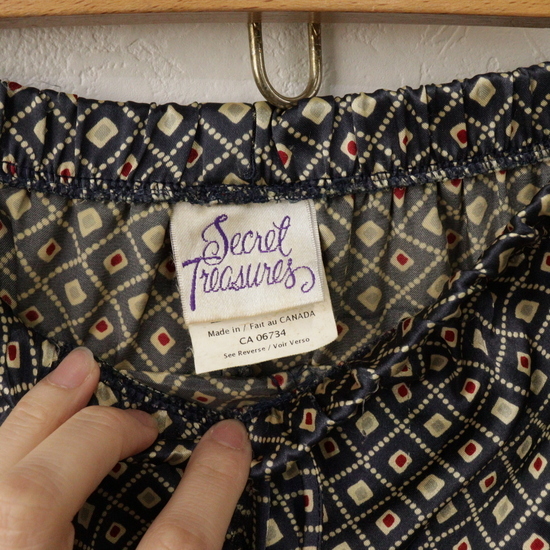 Secret
Treasures
Made in / Fait au CANADA
CA 06734
See Reverse / Voir Verso